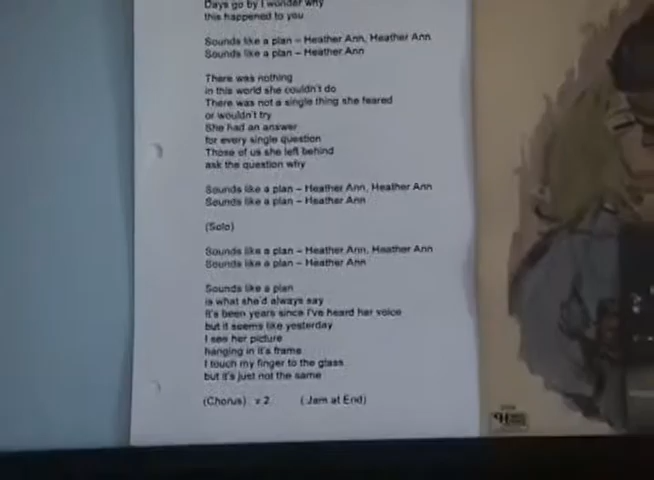 Days go by I wonder why
this happened to you
Sounds like a plan – Heather Ann, Heather Ann
Sounds like a plan – Heather Ann
There was nothing
in this world she couldn't do
There was not a single thing she feared
or wouldn't try
She had an answer
for every single question
Those of us she left behind
ask the question why
Sounds like a plan – Heather Ann, Heather Ann
Sounds like a plan – Heather Ann
(Solo)
Sounds like a plan – Heather Ann, Heather Ann
Sounds like a plan – Heather Ann
Sounds like a plan
is what she'd always say
It's been years since I've heard her voice
but it seems like yesterday
I see her picture
hanging in it's frame
I touch my finger to the glass
but it's just not the same
(Chorus) x 2 (Jam at End)